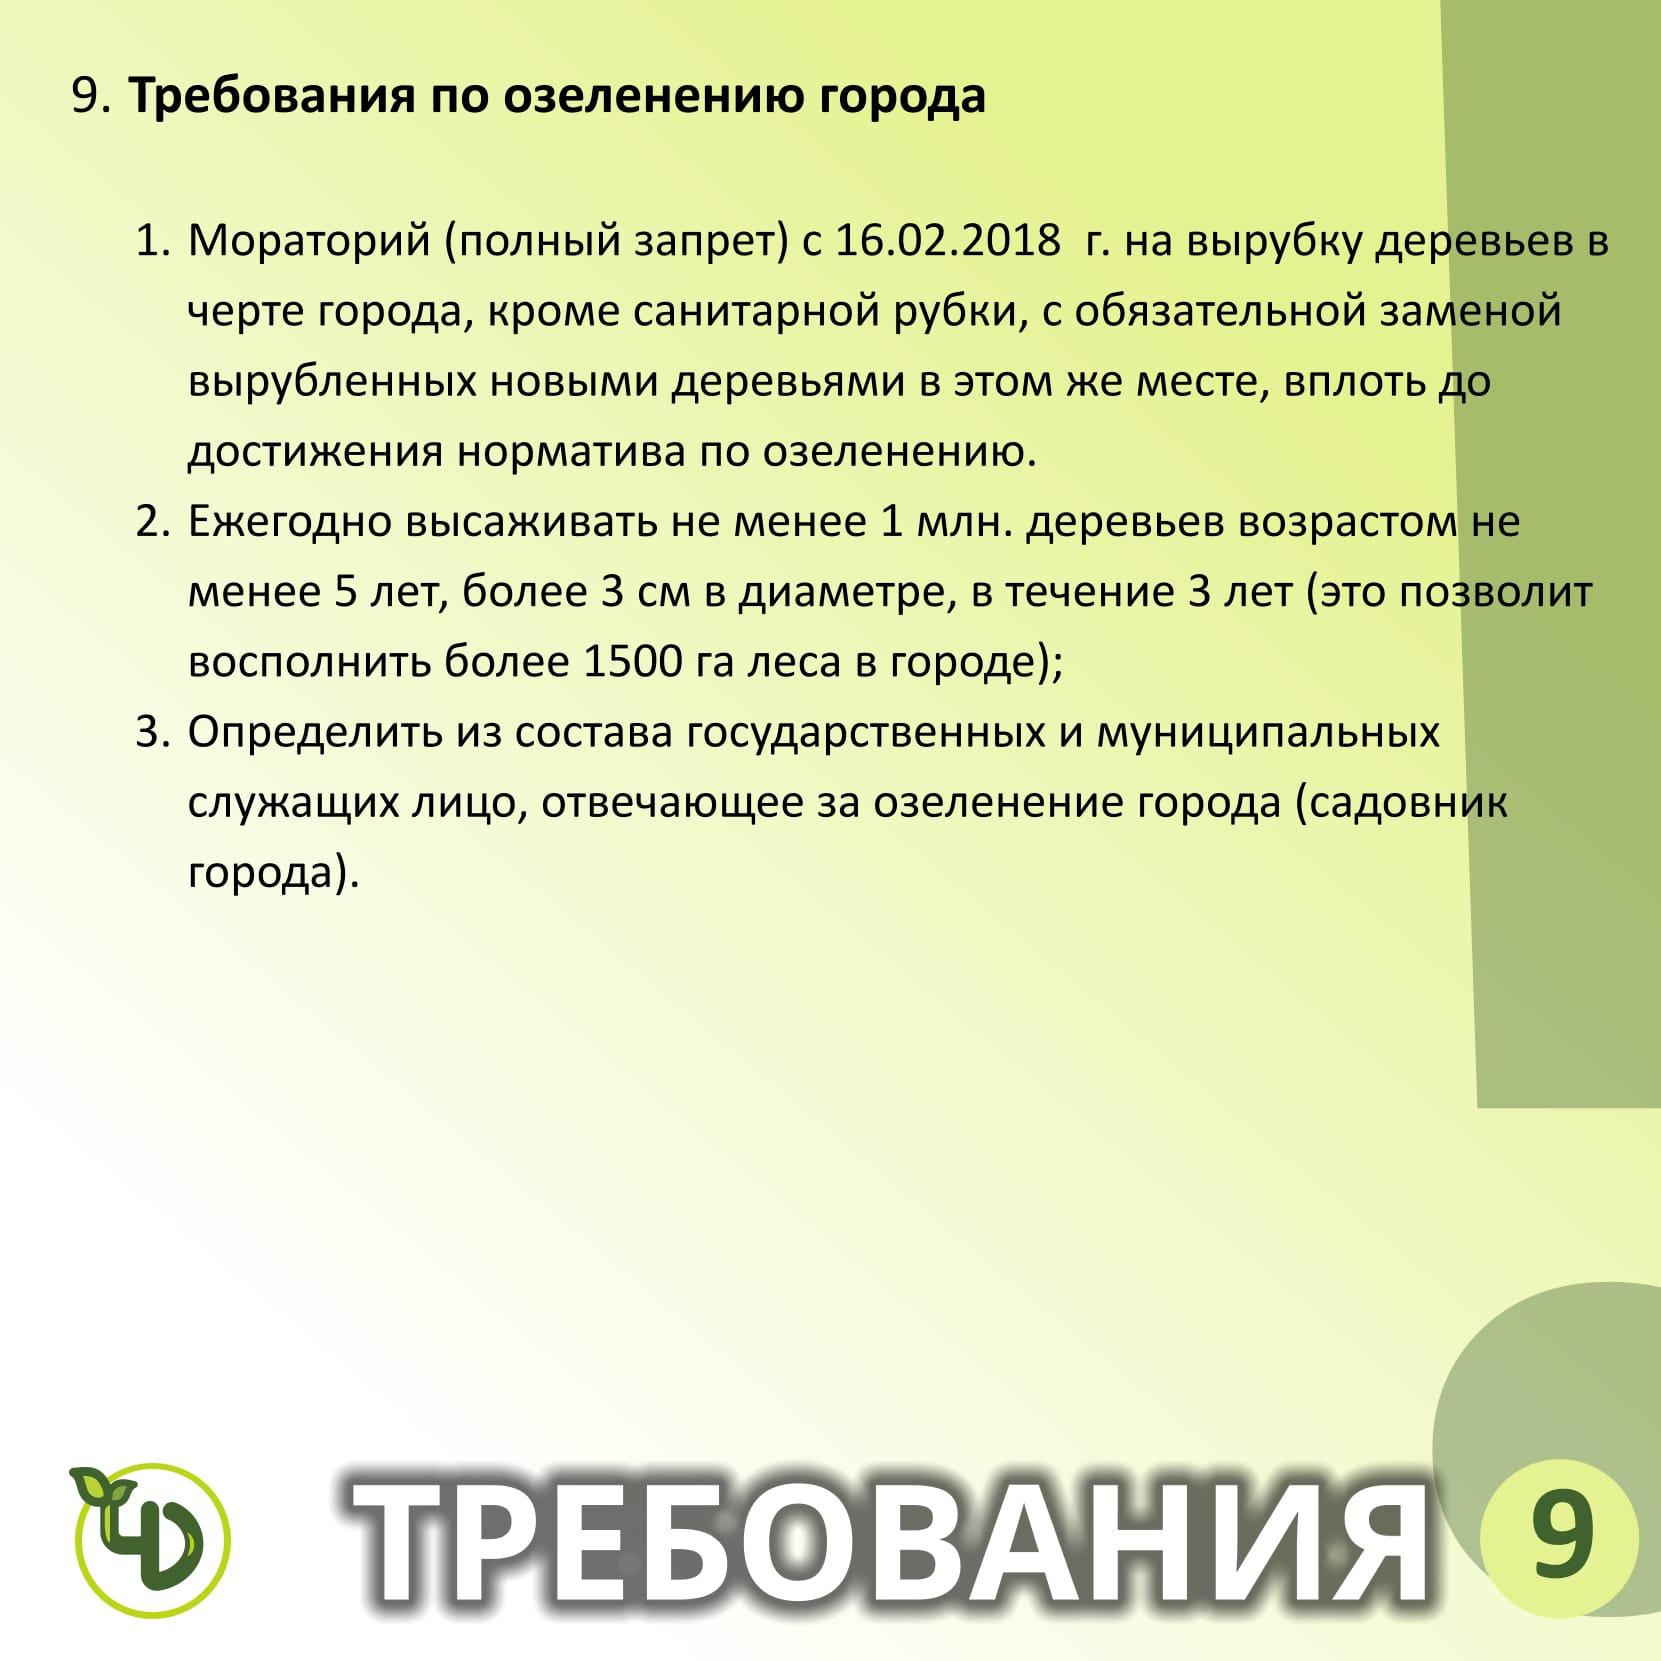 9. Требования по озеленению города
1. Мораторий (полный запрет) с 16.02.2018  г. на вырубку деревьев в
черте города, кроме санитарной рубки, с обязательной заменой
вырубленных новыми деревьями в этом же месте, вплоть до
достижения норматива по озеленению.
2. Ежегодно высаживать не менее 1 млн. деревьев возрастом не
менее 5 лет, более 3 см в диаметре, в течение 3 лет (это позволит
восполнить более 1500 га леса в городе);
3. Определить из состава государственных и муниципальных
служащих лицо, отвечающее за озеленение города (садовник
города).
ЧД
ТРЕБОВАНИЯ 9